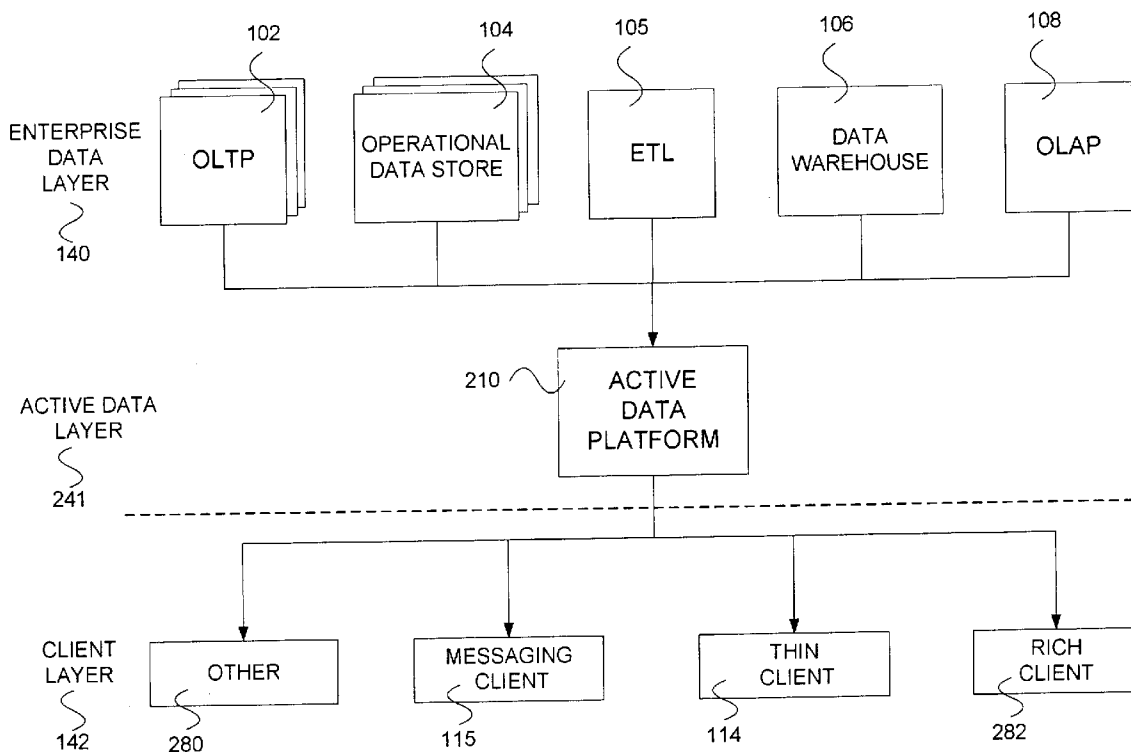 102
104
105
106
108
ENTERPRISE
DATA
LAYER
140
OLTP
OPERATIONAL
DATA STORE
ETL
DATA
WAREHOUSE
OLAP
210
ACTIVE
DATA
PLATFORM
ACTIVE DATA
LAYER
241
CLIENT
LAYER
142
OTHER
MESSAGING
CLIENT
THIN
CLIENT
RICH
CLIENT
280
115
114
282